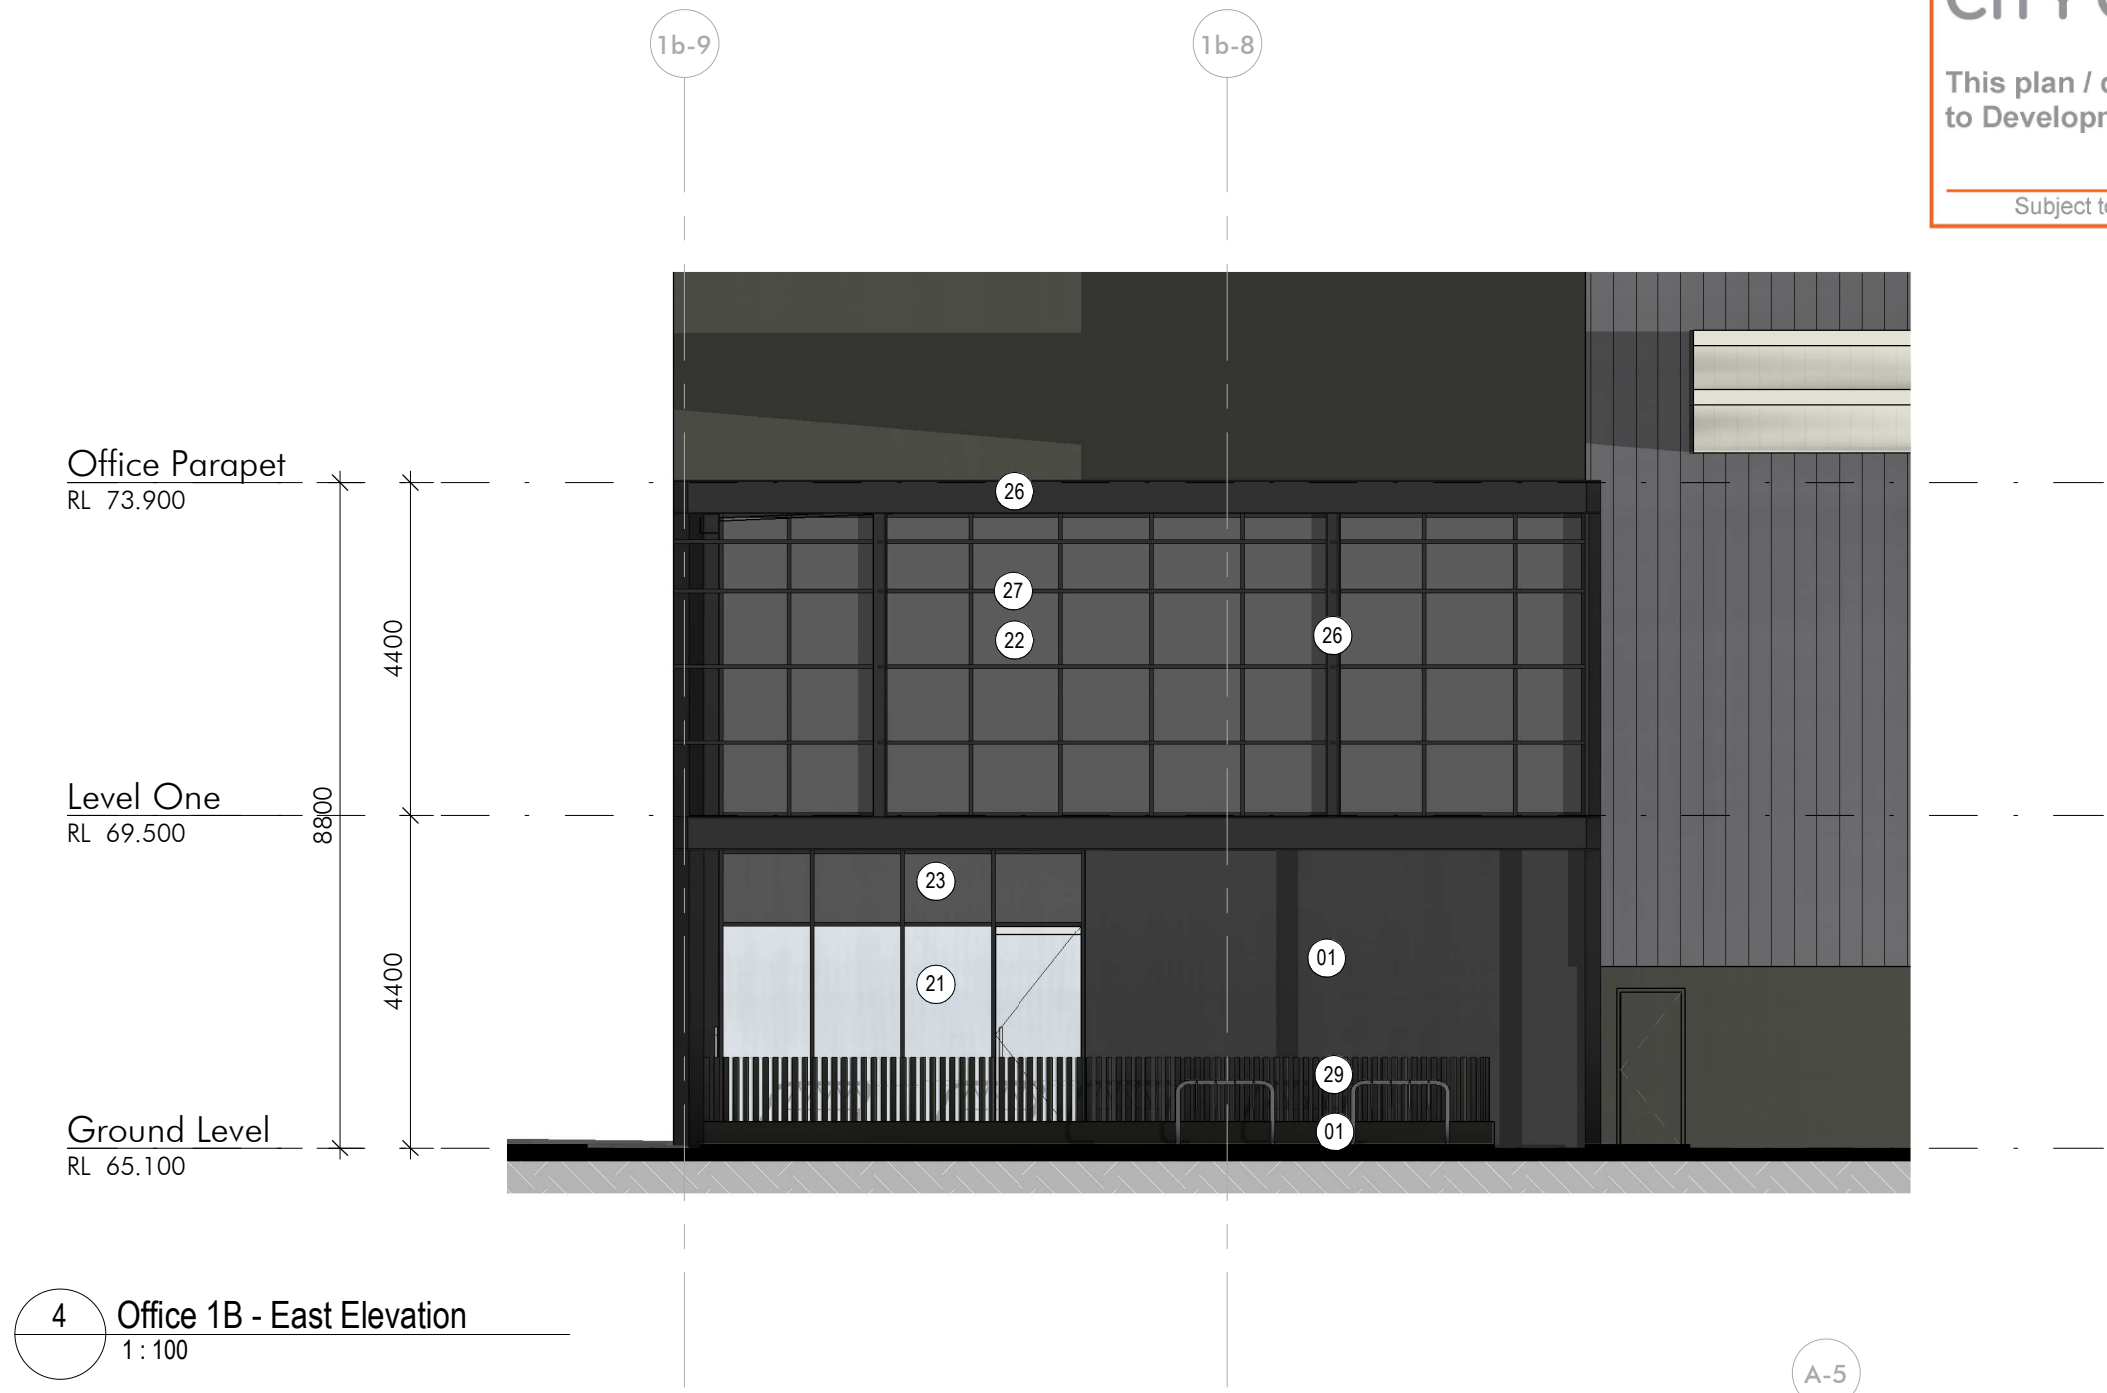 1b-9
1b-8
CITY
This plan /
to
Subject
Office Parapet
RL 73.900
26
27
22
26
4400
Level One
RL 69.500
8800
23
01
21
4400
29
Ground Level
RL 65.100
01
4
Office 1B - East Elevation
1 : 100
A-5